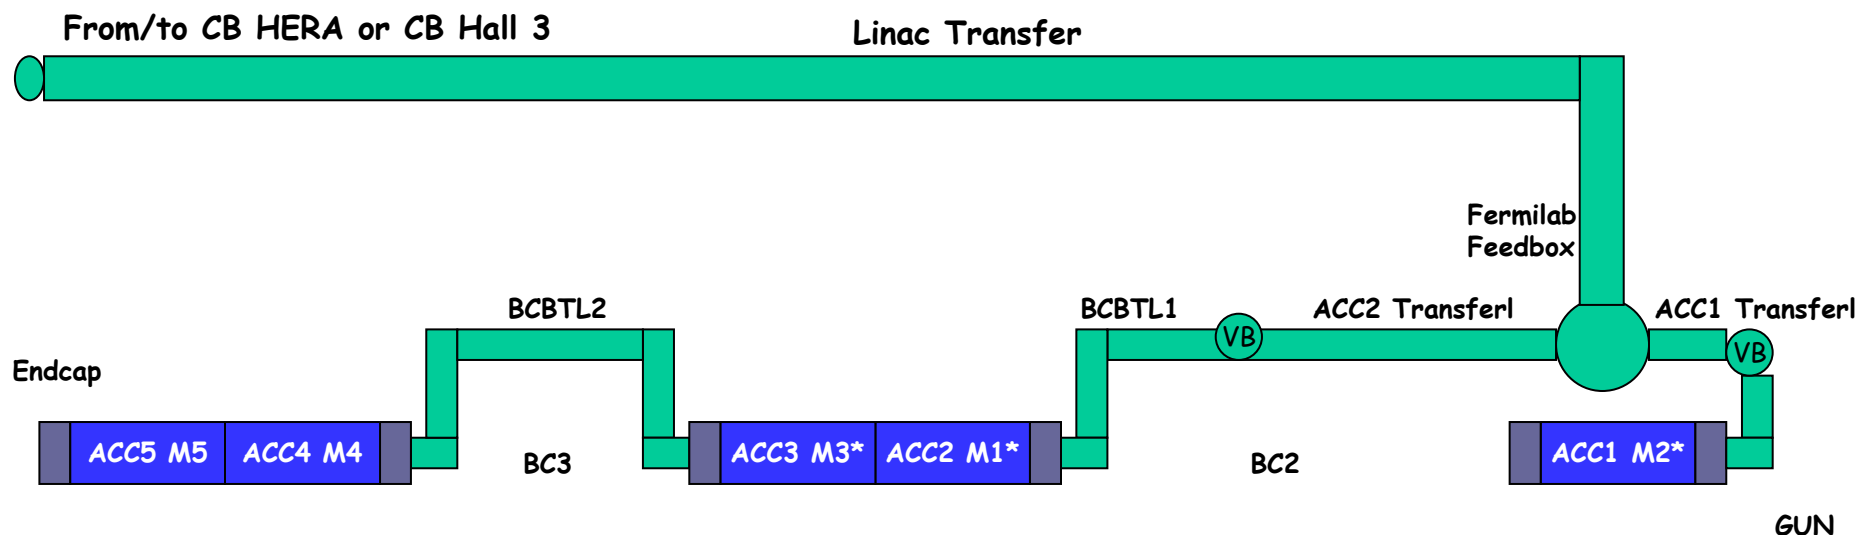 From/to CB HERA or CB Hall 3
Linac Transfer
Fermilab
Feedbox
BCBTL2
BCBTL1
VB
ACC2 Transferl
ACC1 Transferl
VB
Endcap
ACC5 M5
ACC4 M4
BC3
ACC3 M3*
ACC2 M1*
BC2
ACC1 M2*
GUN